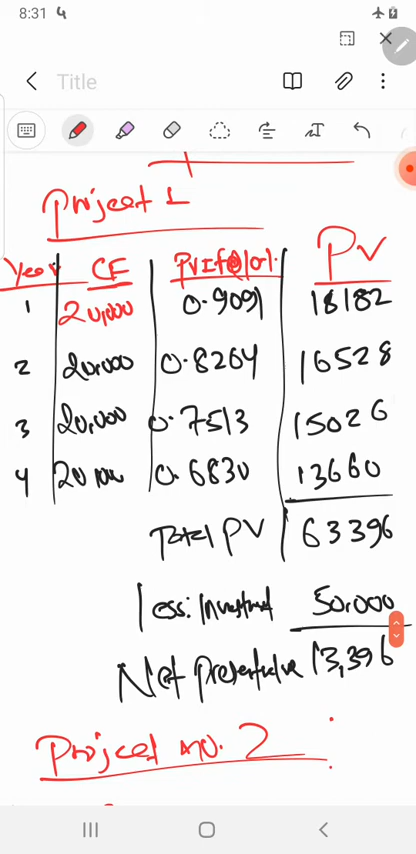 8:31
Title
Project 1
Year CF PVIF@10% PV
1 20,000 0.9091 18182
2 20.000 0.8264 16528
3 20,000 0.7513 15026
4 20 000 0.6830 13660
Total PV 63396
less: Investment 50,000
Net Present value 13,396
Project no. 2